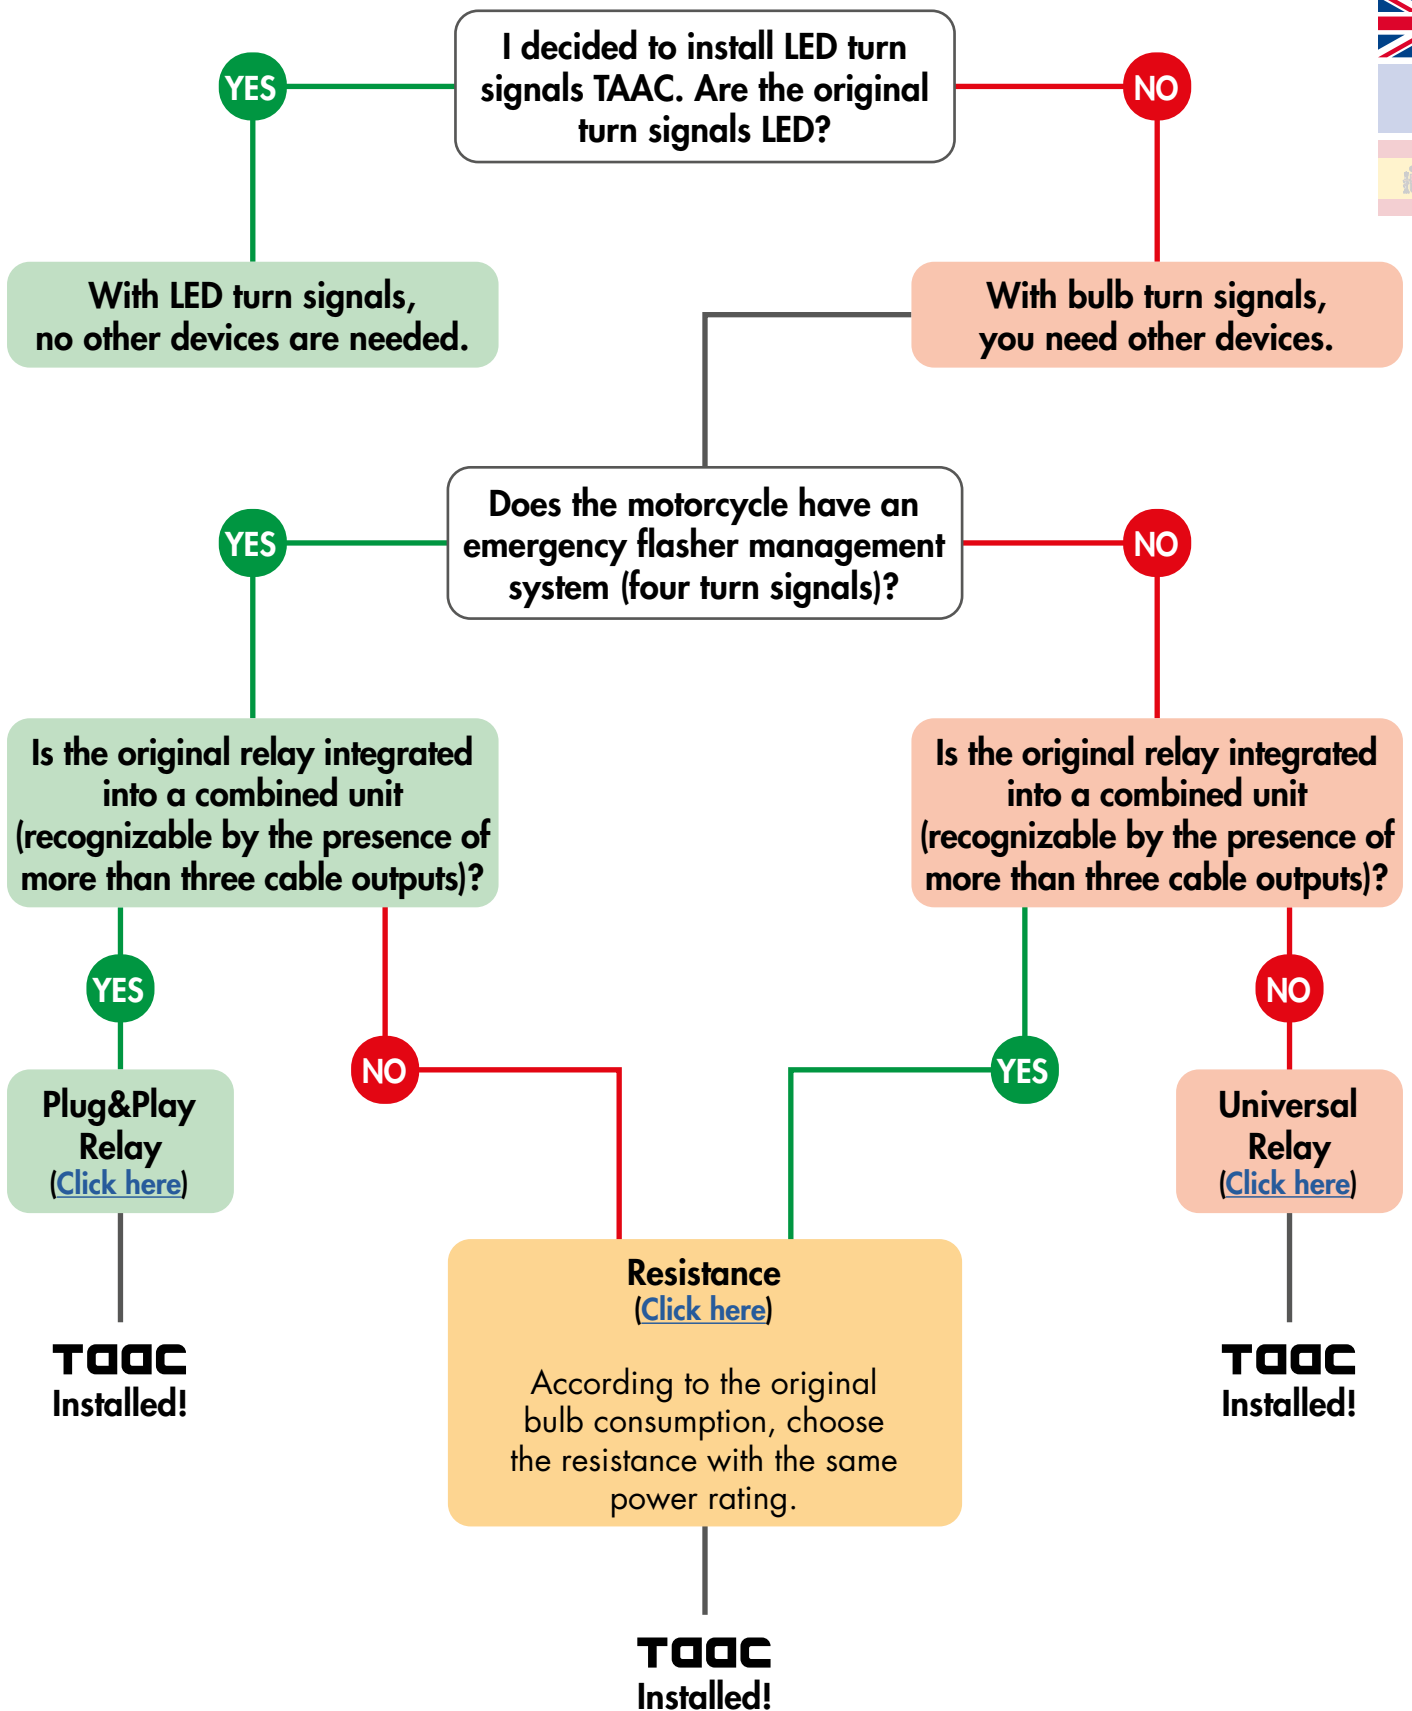 I decided to install LED turn
signals TAAC. Are the original
turn signals LED?
YES
NO
With LED turn signals,
no other devices are needed.
With bulb turn signals,
you need other devices.
Does the motorcycle have an
emergency flasher management
system (four turn signals)?
YES
NO
Is the original relay integrated
into a combined unit
(recognizable by the presence of
more than three cable outputs)?
Is the original relay integrated
into a combined unit
(recognizable by the presence of
more than three cable outputs)?
YES
NO
YES
NO
Plug&Play
Relay
(Click here)
Universal
Relay
(Click here)
Resistance
(Click here)
According to the original
bulb consumption, choose
the resistance with the same
power rating.
TAAC
Installed!
TAAC
Installed!
TAAC
Installed!